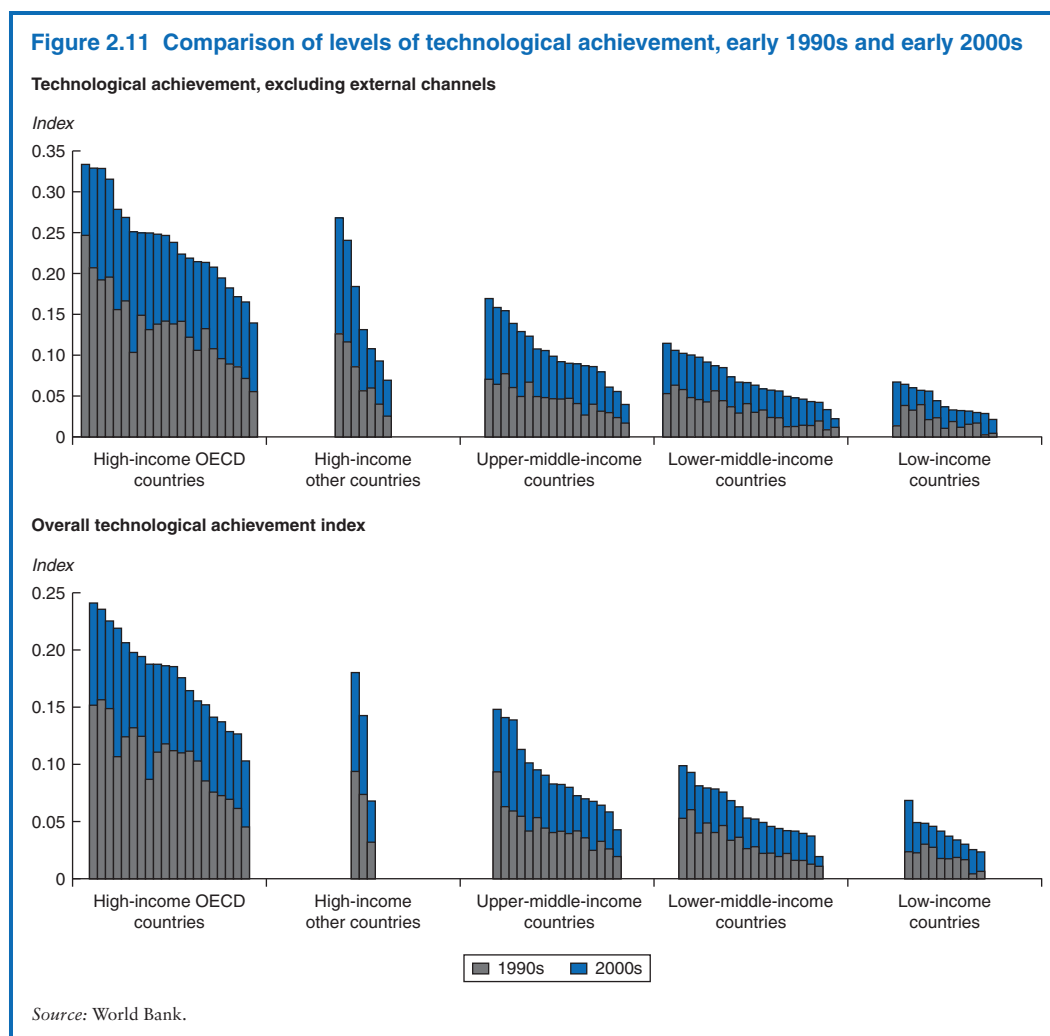 Figure 2.11 Comparison of levels of technological achievement, early 1990s and early 2000s
Technological achievement, excluding external channels
Index
0.35
0.30
0.25
0.20
0.15
0.10
0.05
0
High-income OECD countries
High-income other countries
Upper-middle-income countries
Lower-middle-income countries
Low-income countries
Overall technological achievement index
Index
0.25
0.20
0.15
0.10
0.05
0
High-income OECD countries
High-income other countries
Upper-middle-income countries
Lower-middle-income countries
Low-income countries
1990s 2000s
Source: World Bank.